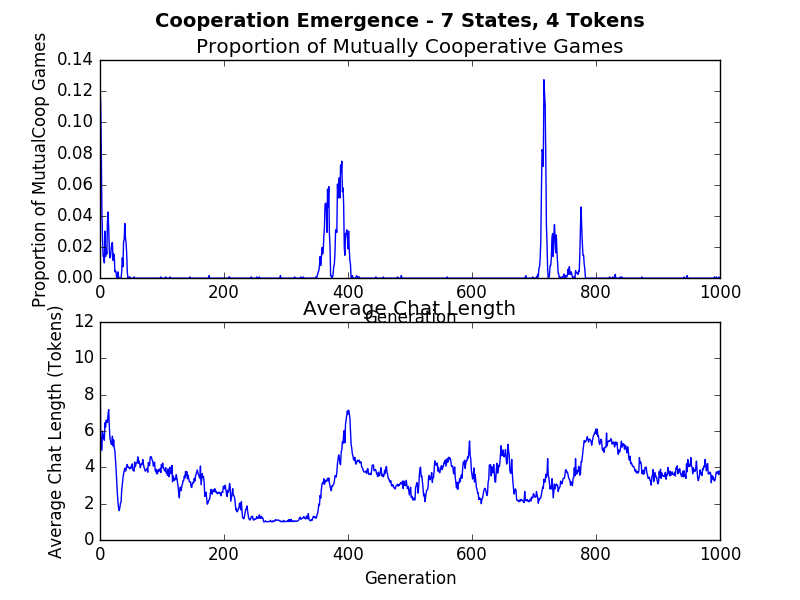 Cooperation Emergence - 7 States, 4 Tokens
Proportion of Mutually Cooperative Games
Proportion of MutualCoop Games
0.14
0.12
0.10
0.08
0.06
0.04
0.02
0.00
0 200 400 600 800 1000
Generation
Average Chat Length
Average Chat Length (Tokens)
12
10
8
6
4
2
0
0 200 400 600 800 1000
Generation